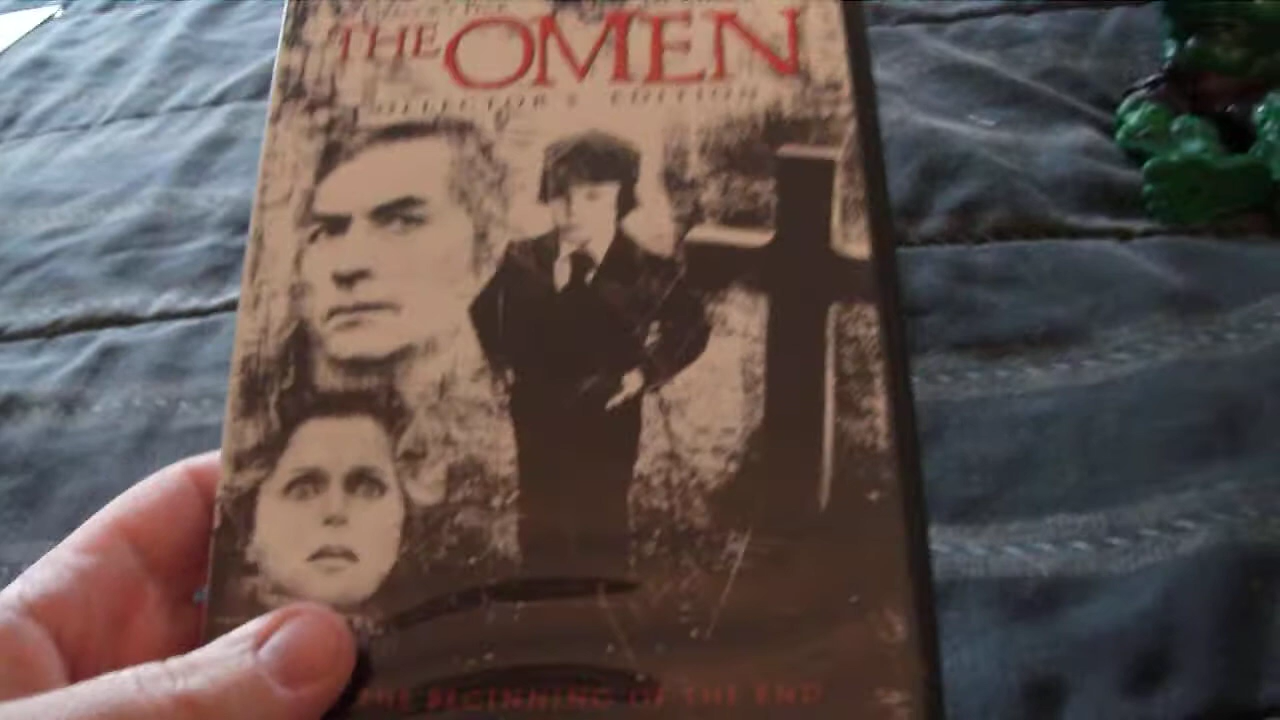 THE OMEN
COLLECTOR'S EDITION
THE BEGINNING OF THE END